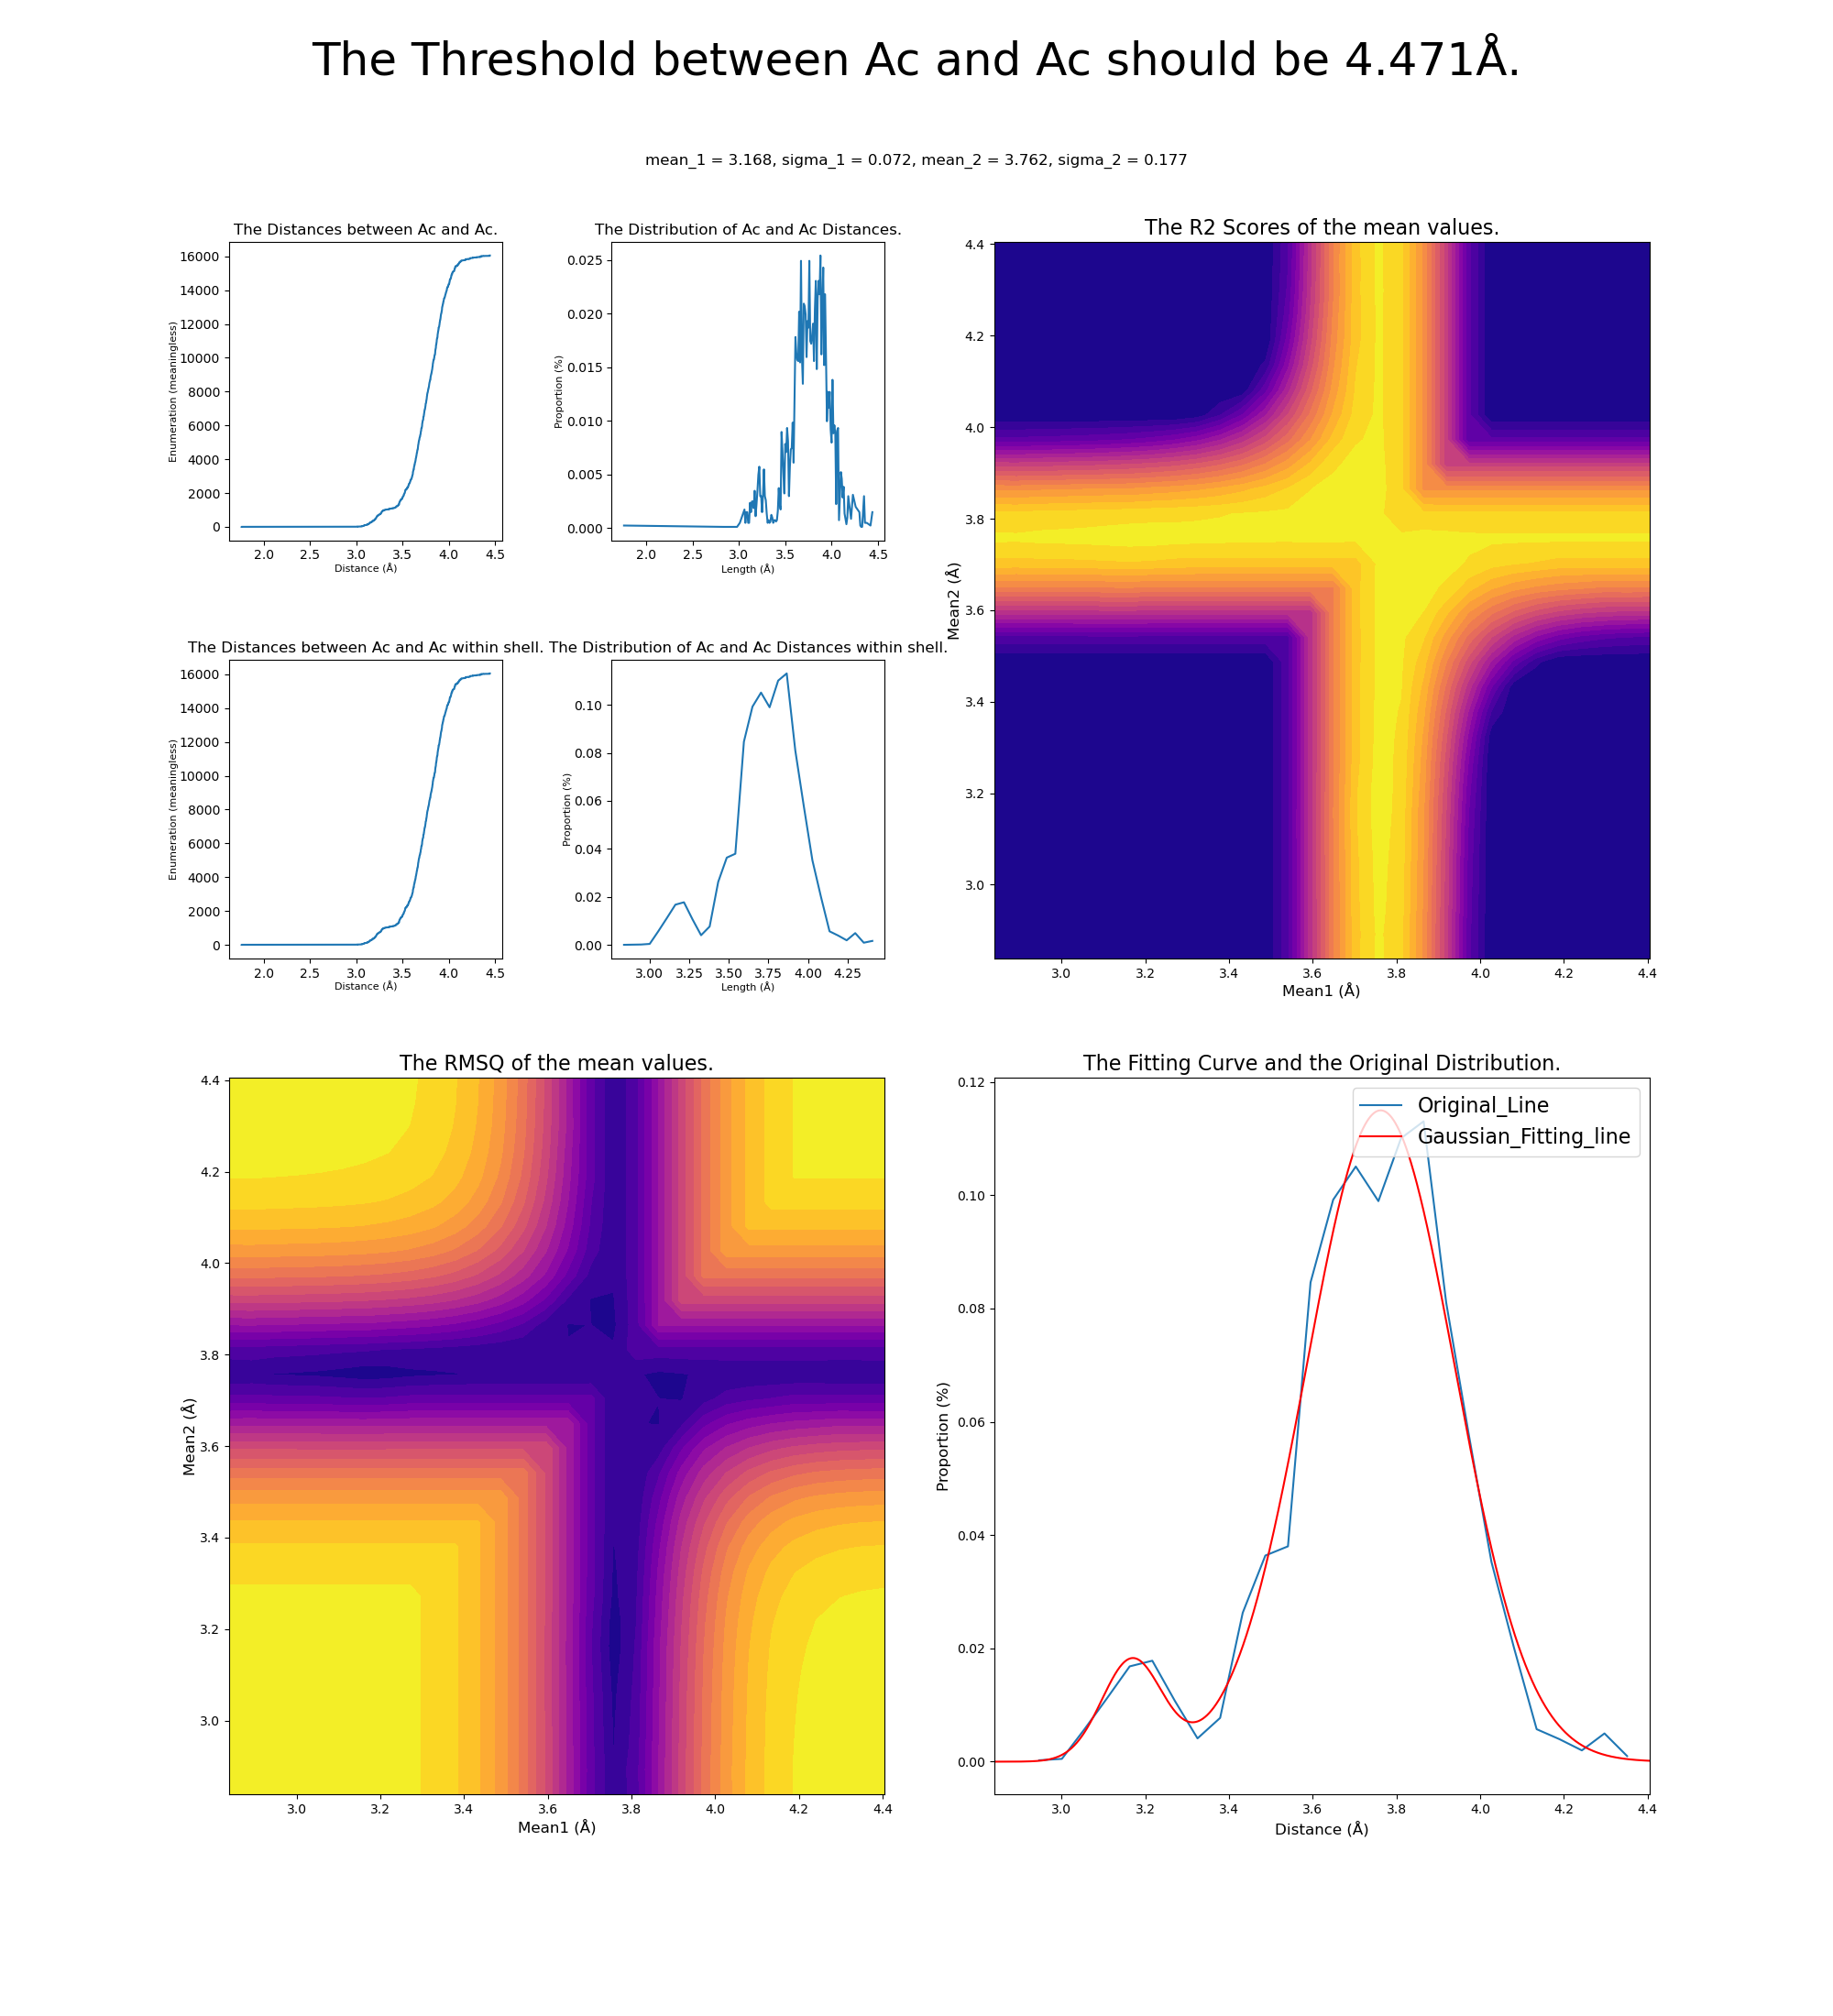 The Threshold between Ac and Ac should be 4.471Å.
mean_1 = 3.168, sigma_1 = 0.072, mean_2 = 3.762, sigma_2 = 0.177
The Distances between Ac and Ac.
16000
14000
12000
10000
8000
6000
4000
2000
0
Enumeration (meaningless)
2.0 2.5 3.0 3.5 4.0 4.5
Distance (Å)
The Distribution of Ac and Ac Distances.
0.025
0.020
0.015
0.010
0.005
0.000
Proportion (%)
2.0 2.5 3.0 3.5 4.0 4.5
Length (Å)
The R2 Scores of the mean values.
4.4
4.2
4.0
3.8
3.6
3.4
3.2
3.0
Mean2 (Å)
3.0 3.2 3.4 3.6 3.8 4.0 4.2 4.4
Mean1 (Å)
The Distances between Ac and Ac within shell.
16000
14000
12000
10000
8000
6000
4000
2000
0
Enumeration (meaningless)
2.0 2.5 3.0 3.5 4.0 4.5
Distance (Å)
The Distribution of Ac and Ac Distances within shell.
0.10
0.08
0.06
0.04
0.02
0.00
Proportion (%)
3.00 3.25 3.50 3.75 4.00 4.25
Length (Å)
The RMSQ of the mean values.
4.4
4.2
4.0
3.8
3.6
3.4
3.2
3.0
Mean2 (Å)
3.0 3.2 3.4 3.6 3.8 4.0 4.2 4.4
Mean1 (Å)
The Fitting Curve and the Original Distribution.
Original_Line
Gaussian_Fitting_line
0.12
0.10
0.08
0.06
0.04
0.02
0.00
Proportion (%)
3.0 3.2 3.4 3.6 3.8 4.0 4.2 4.4
Distance (Å)